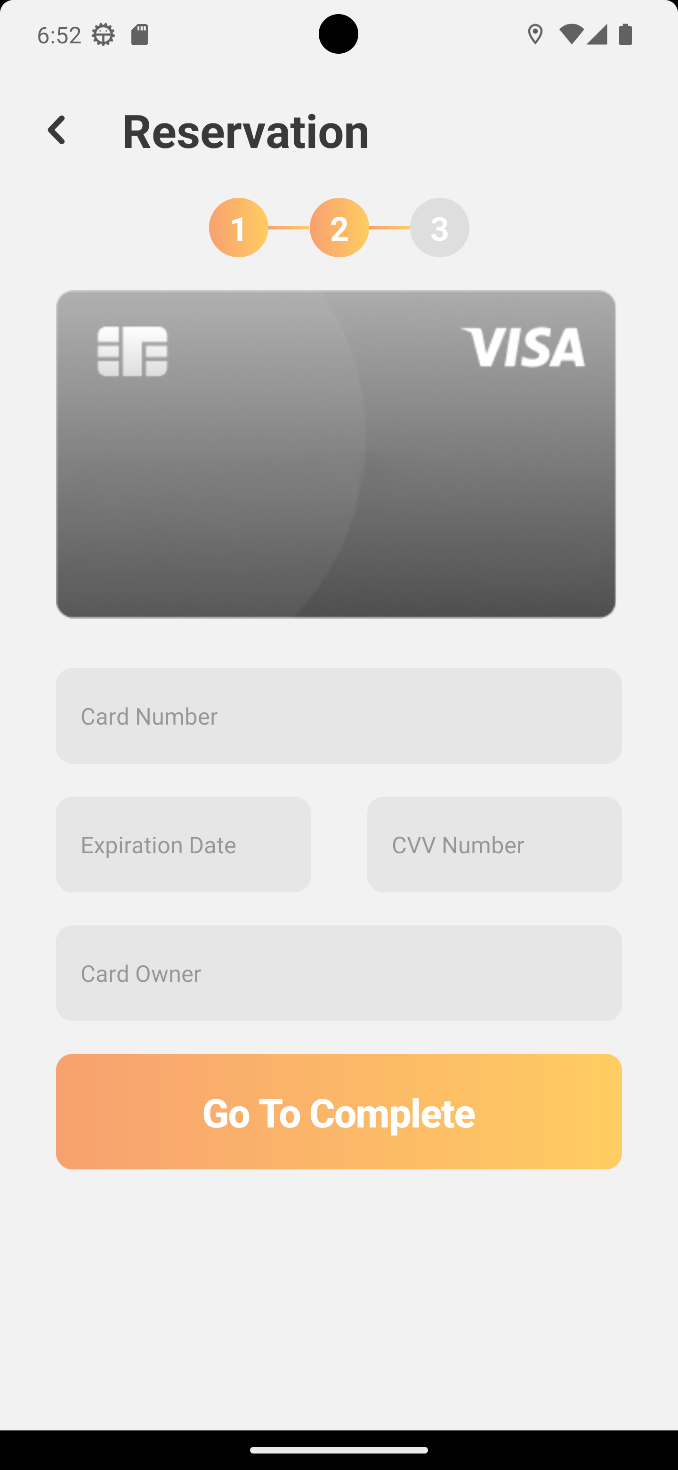 6:52
Reservation
1 2 3
VISA
Card Number
Expiration Date CVV Number
Card Owner
Go To Complete